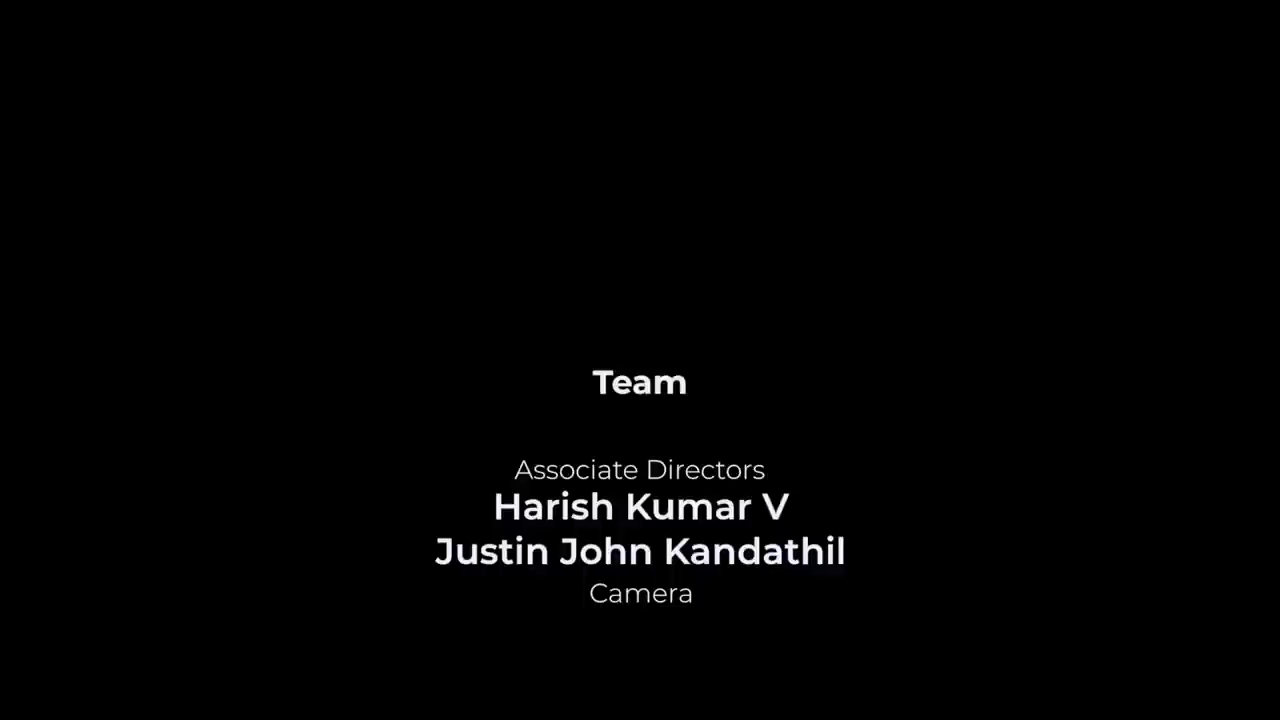 Team
Associate Directors
Harish Kumar V
Justin John Kandathil
Camera